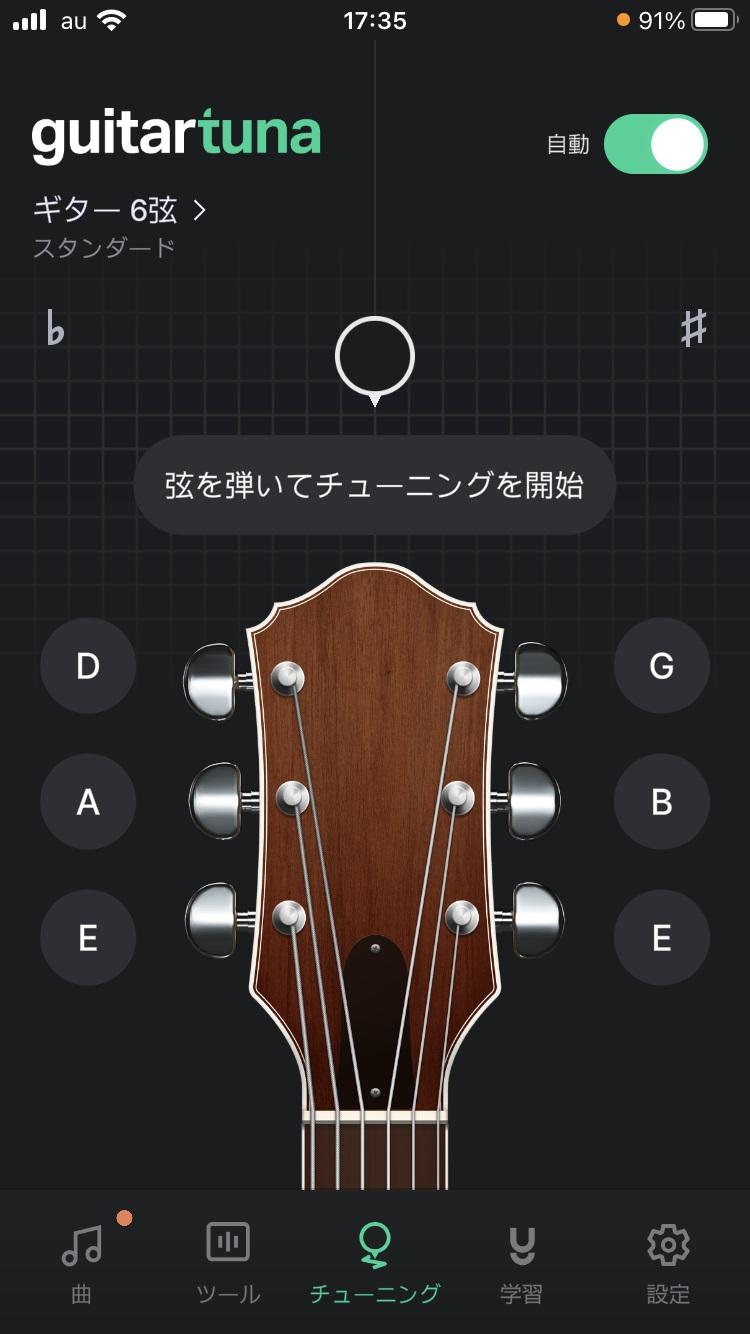 au 17:35 91%
guitartuna
自動
ギター 6弦 >
スタンダード
♭ ♯
弦を弾いてチューニングを開始
D G
A B
E E
曲 ツール チューニング 学習 設定